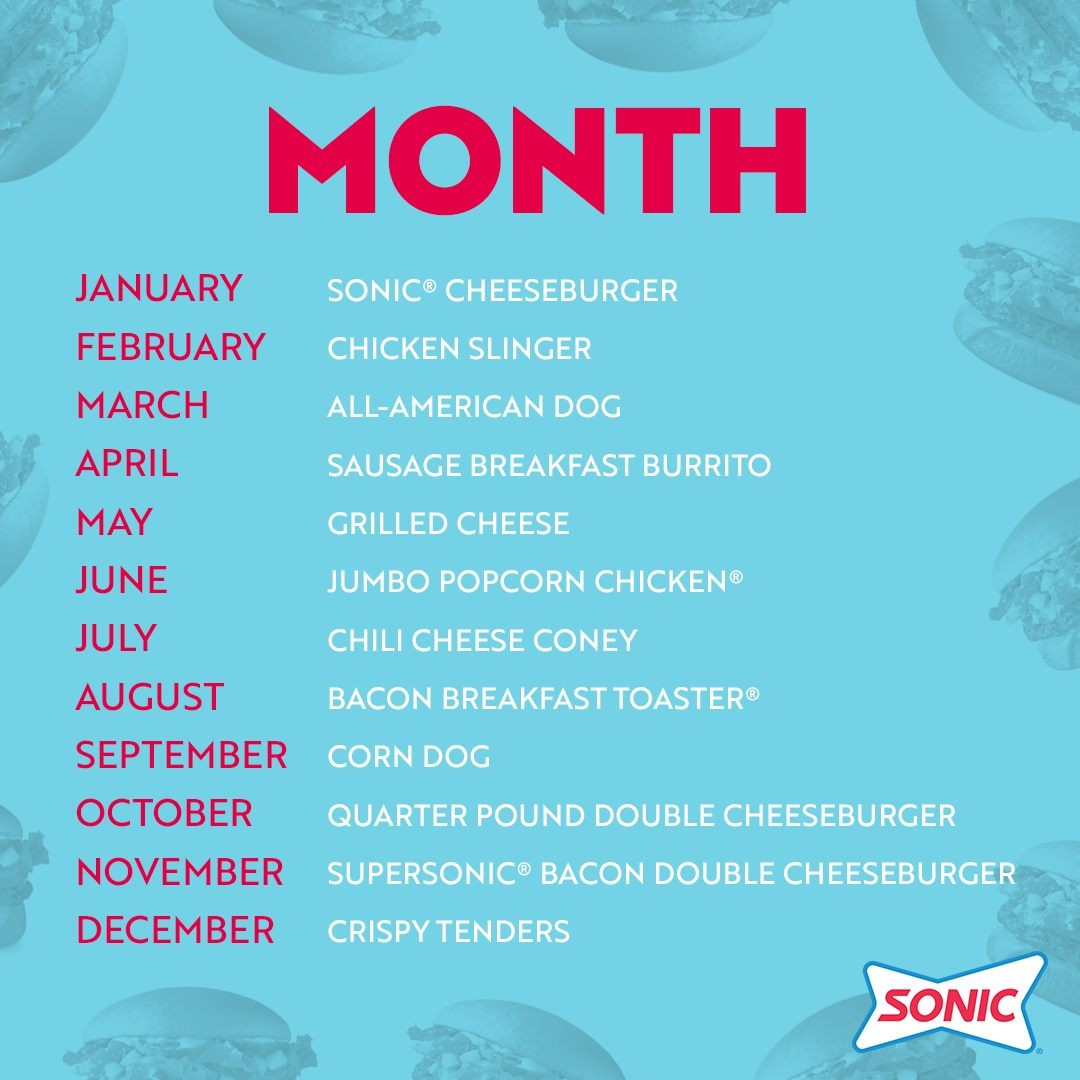 MONTH
JANUARY SONIC® CHEESEBURGER
FEBRUARY CHICKEN SLINGER
MARCH ALL-AMERICAN DOG
APRIL SAUSAGE BREAKFAST BURRITO
MAY GRILLED CHEESE
JUNE JUMBO POPCORN CHICKEN®
JULY CHILI CHEESE CONEY
AUGUST BACON BREAKFAST TOASTER®
SEPTEMBER CORN DOG
OCTOBER QUARTER POUND DOUBLE CHEESEBURGER
NOVEMBER SUPERSONIC® BACON DOUBLE CHEESEBURGER
DECEMBER CRISPY TENDERS
SONIC®